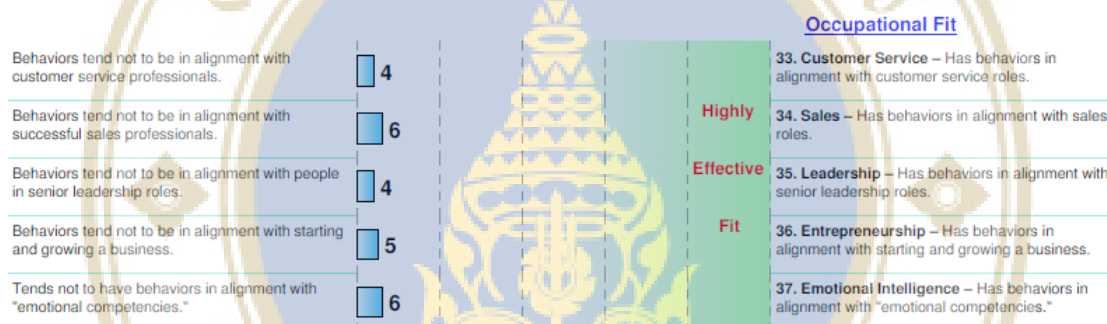 Occupational Fit
Behaviors tend not to be in alignment with
customer service professionals.
4
33. Customer Service – Has behaviors in
alignment with customer service roles.
Behaviors tend not to be in alignment with
successful sales professionals.
6
Highly
34. Sales – Has behaviors in alignment with sales
roles.
Behaviors tend not to be in alignment with people
in senior leadership roles.
4
Effective
35. Leadership – Has behaviors in alignment with
senior leadership roles.
Behaviors tend not to be in alignment with starting
and growing a business.
5
Fit
36. Entrepreneurship – Has behaviors in
alignment with starting and growing a business.
Tends not to have behaviors in alignment with
"emotional competencies."
6
37. Emotional Intelligence – Has behaviors in
alignment with "emotional competencies."